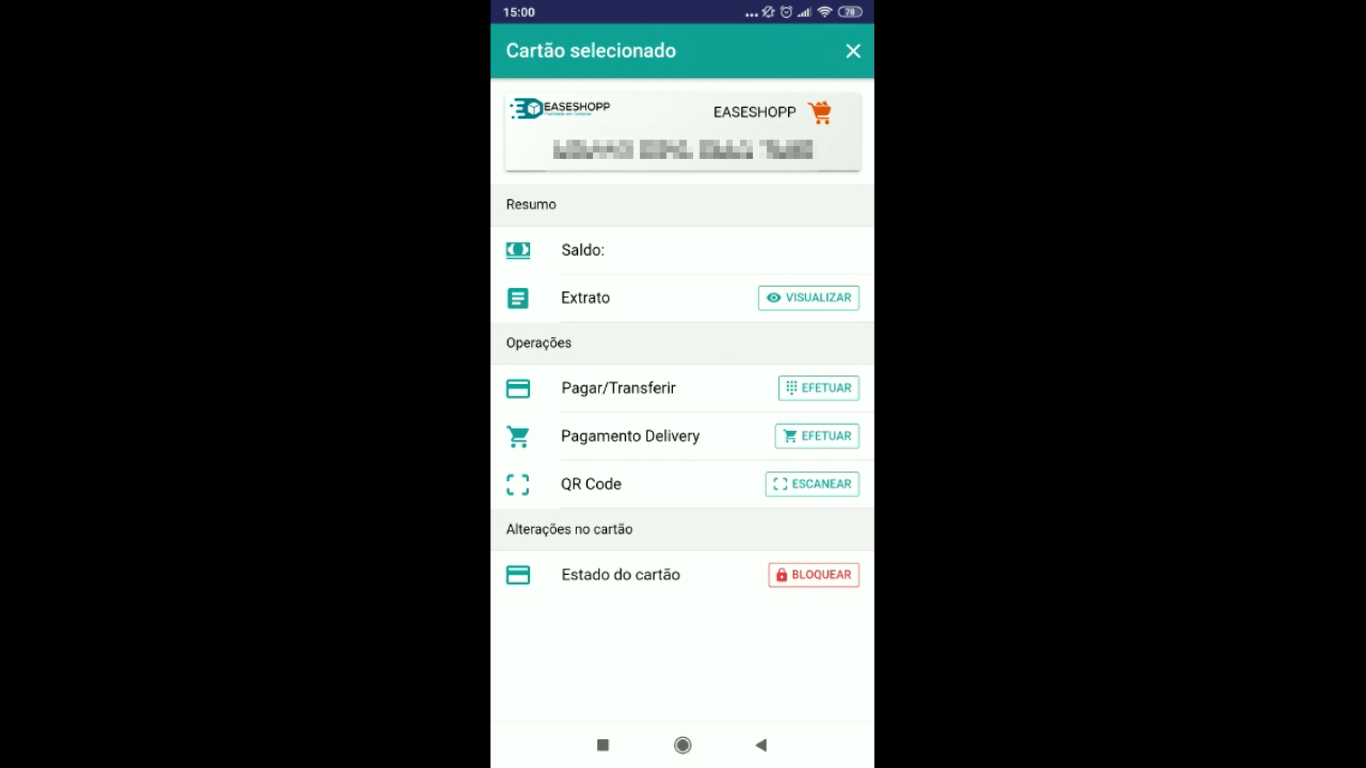 15:00
78
Cartão selecionado
EASESHOPP
Facilidade em Compras
EASESHOPP
Resumo
Saldo:
Extrato VISUALIZAR
Operações
Pagar/Transferir EFETUAR
Pagamento Delivery EFETUAR
QR Code ESCANEAR
Alterações no cartão
Estado do cartão BLOQUEAR